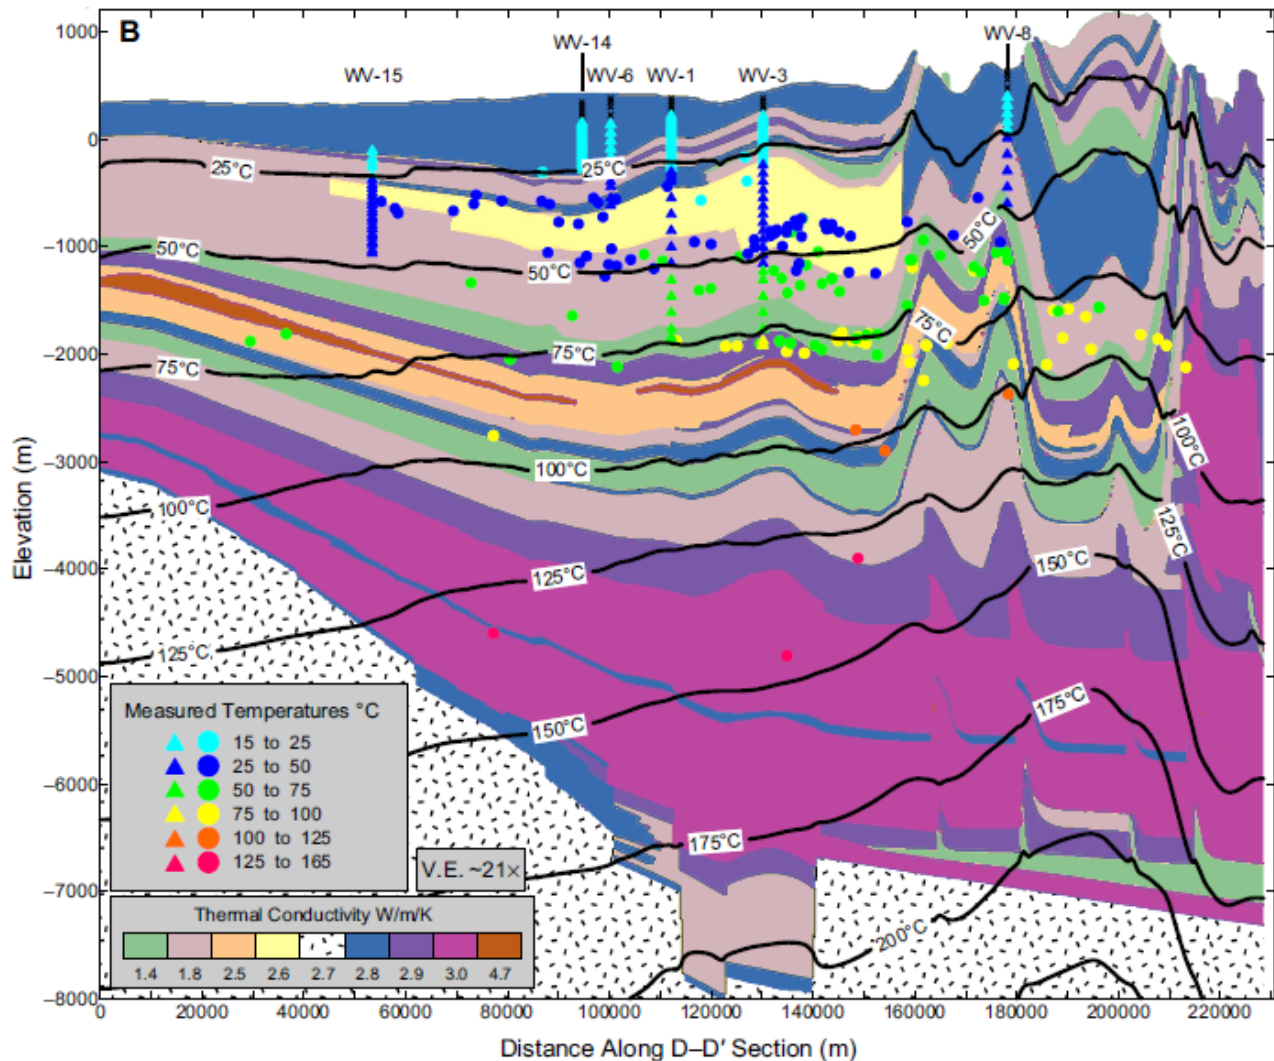 B
WV-14
WV-8
WV-15
WV-6
WV-1
WV-3
1000
0
−1000
−2000
−3000
−4000
−5000
−6000
−7000
−8000
Elevation (m)
25°C
25°C
50°C
50°C
50°C
75°C
75°C
75°C
100°C
100°C
100°C
125°C
125°C
125°C
150°C
150°C
175°C
175°C
200°C
Measured Temperatures °C
15 to 25
25 to 50
50 to 75
75 to 100
100 to 125
125 to 165
V.E. ~21×
Thermal Conductivity W/m/K
1.4 1.8 2.5 2.6 2.7 2.8 2.9 3.0 4.7
0 20000 40000 60000 80000 100000 120000 140000 160000 180000 200000 220000
Distance Along D–D′ Section (m)